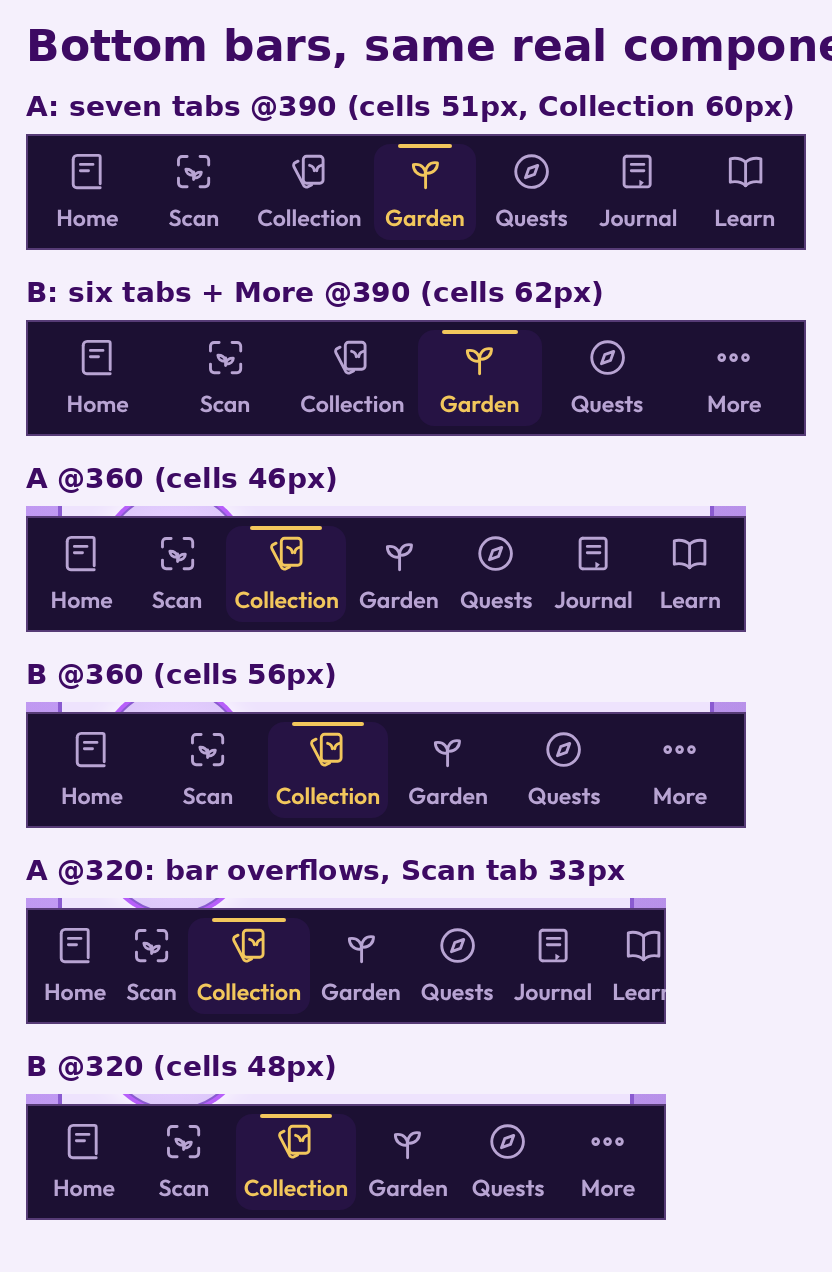 Bottom bars, same real compone
A: seven tabs @390 (cells 51px, Collection 60px)
Home Scan Collection Garden Quests Journal Learn
B: six tabs + More @390 (cells 62px)
Home Scan Collection Garden Quests More
A @360 (cells 46px)
Home Scan Collection Garden Quests Journal Learn
B @360 (cells 56px)
Home Scan Collection Garden Quests More
A @320: bar overflows, Scan tab 33px
Home Scan Collection Garden Quests Journal Learn
B @320 (cells 48px)
Home Scan Collection Garden Quests More